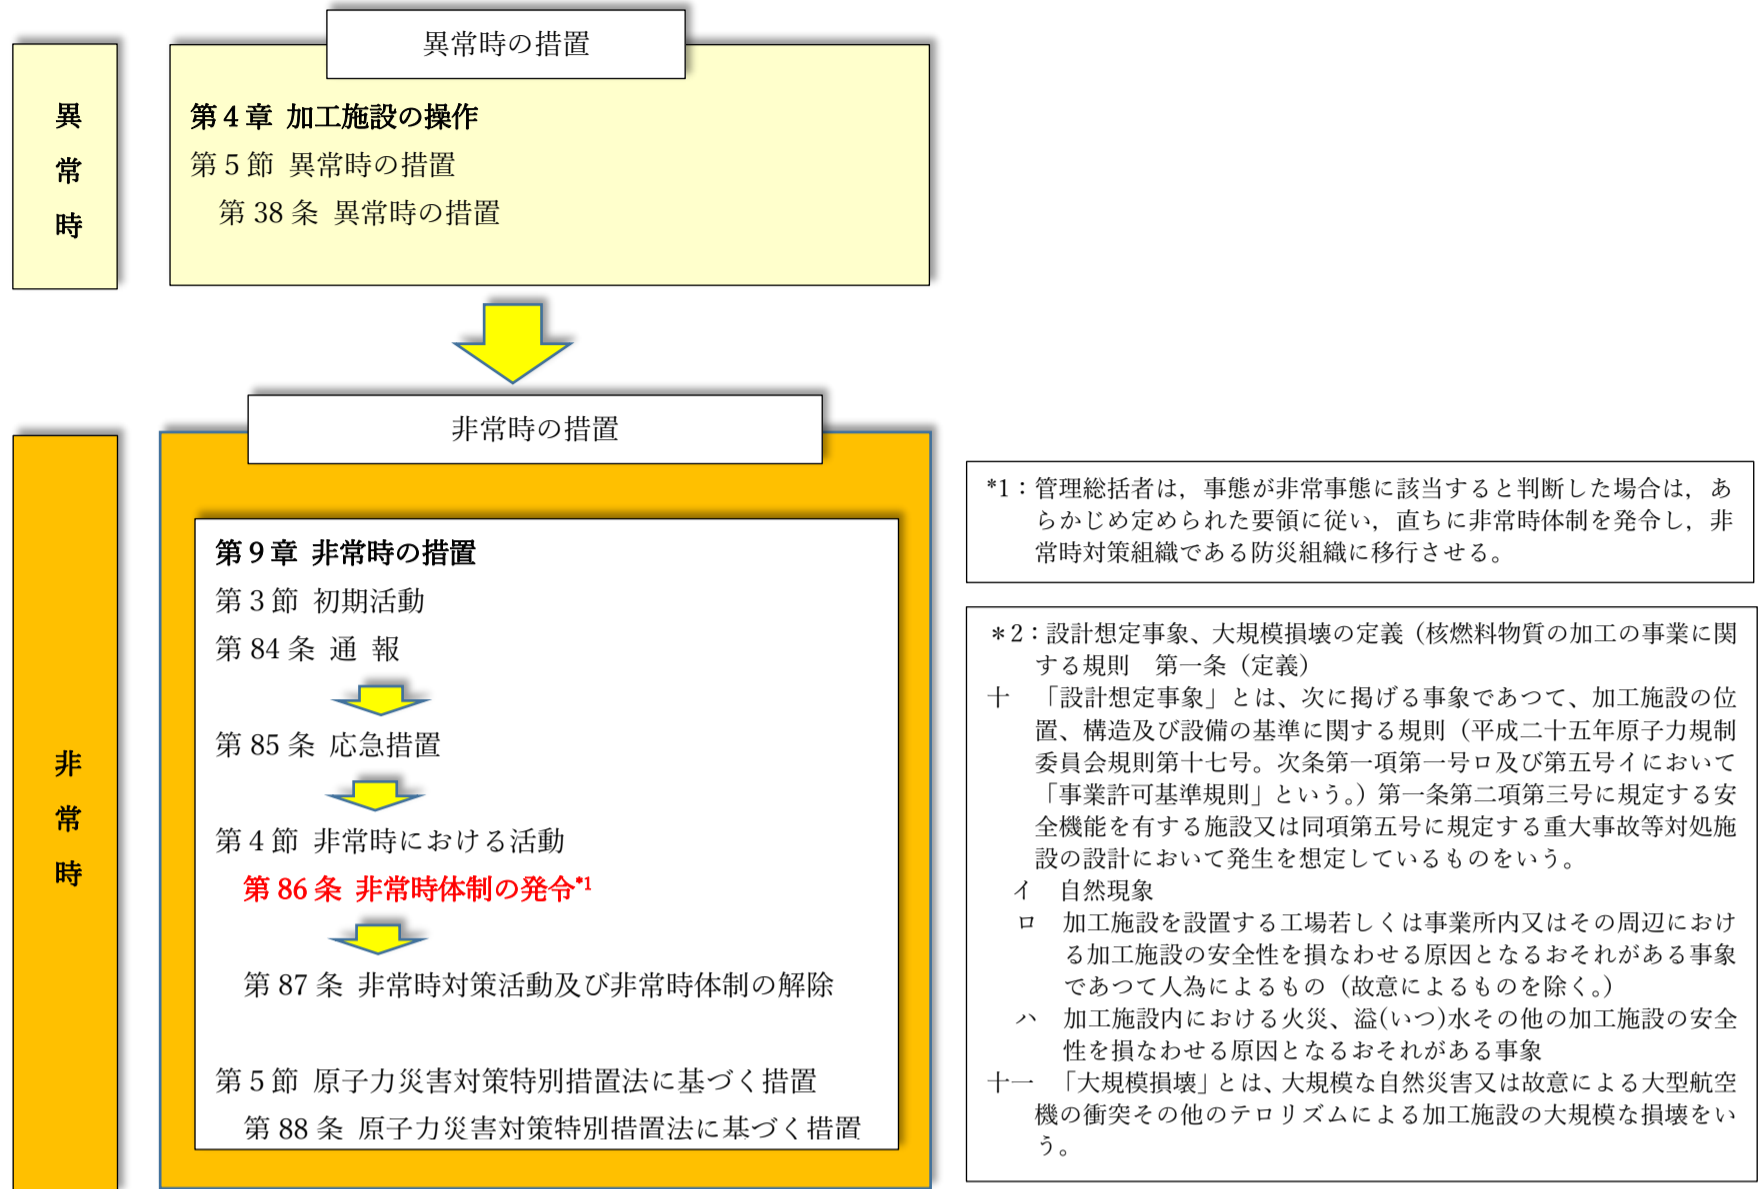 異常時の措置
異
常
時
第4章 加工施設の操作
第5節 異常時の措置
第38条 異常時の措置
非常時の措置
非
常
時
第9章 非常時の措置
第3節 初期活動
第84条 通 報
第85条 応急措置
第4節 非常時における活動
第86条 非常時体制の発令*1
第87条 非常時対策活動及び非常時体制の解除
第5節 原子力災害対策特別措置法に基づく措置
第88条 原子力災害対策特別措置法に基づく措置
*1：管理総括者は，事態が非常事態に該当すると判断した場合は，あ
らかじめ定められた要領に従い，直ちに非常時体制を発令し，非
常時対策組織である防災組織に移行させる。
＊2：設計想定事象、大規模損壊の定義（核燃料物質の加工の事業に関
する規則　第一条（定義）
十　「設計想定事象」とは、次に掲げる事象であつて、加工施設の位
置、構造及び設備の基準に関する規則（平成二十五年原子力規制
委員会規則第十七号。次条第一項第一号ロ及び第五号イにおいて
「事業許可基準規則」という。）第一条第二項第三号に規定する安
全機能を有する施設又は同項第五号に規定する重大事故等対処施
設の設計において発生を想定しているものをいう。
イ　自然現象
ロ　加工施設を設置する工場若しくは事業所内又はその周辺におけ
る加工施設の安全性を損なわせる原因となるおそれがある事象
であつて人為によるもの（故意によるものを除く。）
ハ　加工施設内における火災、溢(いつ)水その他の加工施設の安全
性を損なわせる原因となるおそれがある事象
十一　「大規模損壊」とは、大規模な自然災害又は故意による大型航空
機の衝突その他のテロリズムによる加工施設の大規模な損壊をい
う。